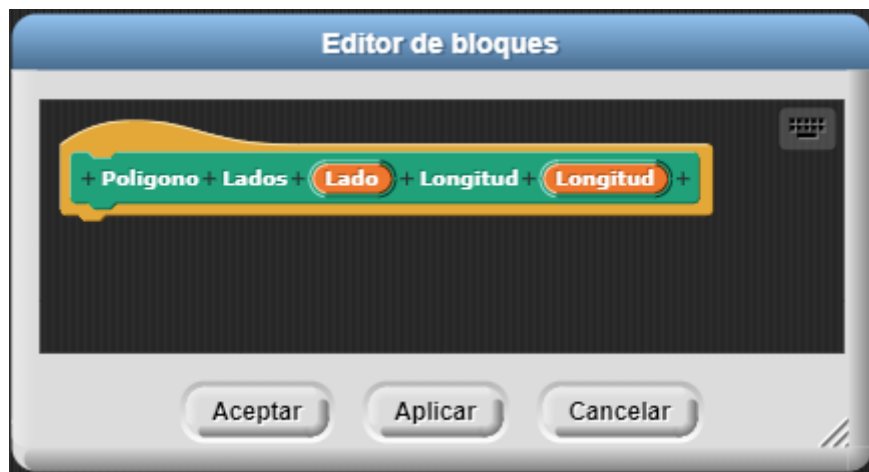 Editor de bloques
+ Poligono + Lados + Lado + Longitud + Longitud +
Aceptar Aplicar Cancelar